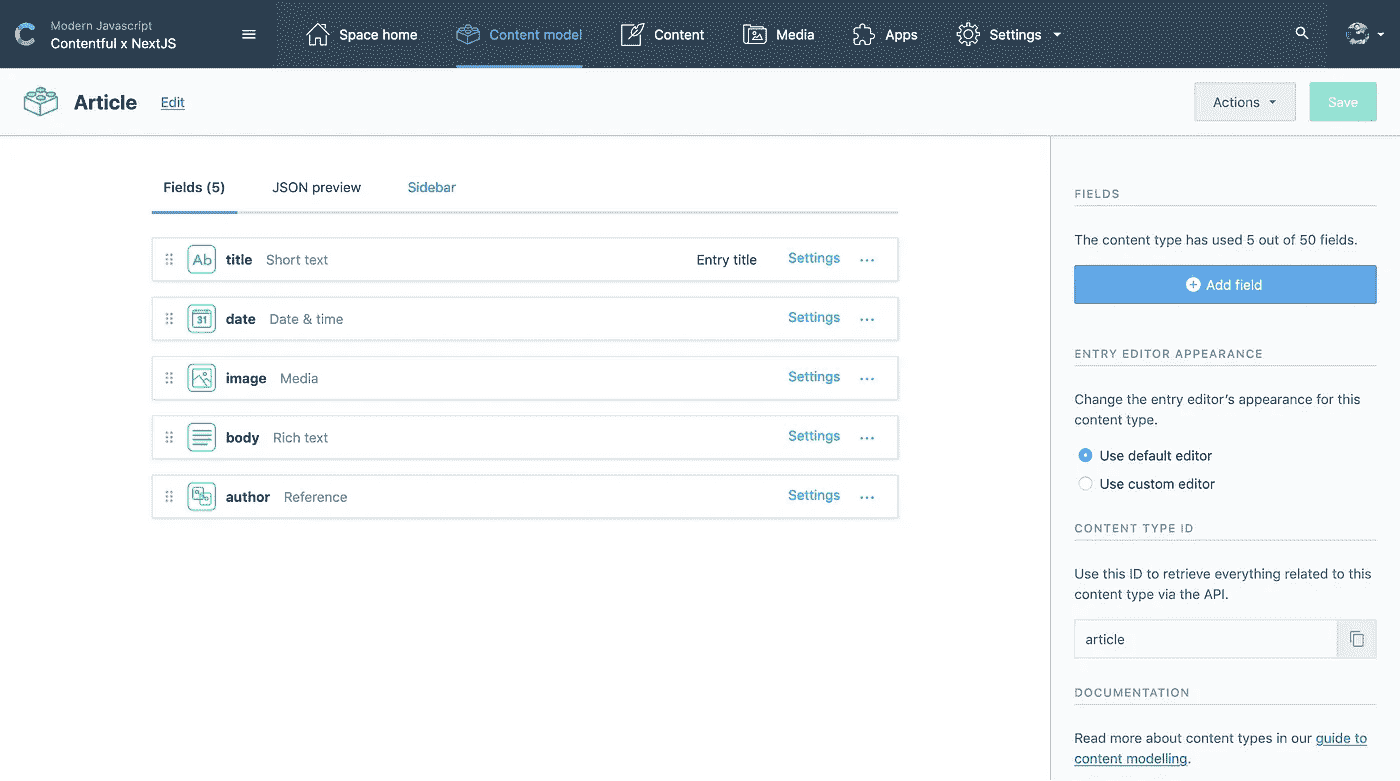 Modern Javascript
Contentful x NextJS
Space home
Content model
Content
Media
Apps
Settings
Article
Edit
Actions
Save
Fields (5)
JSON preview
Sidebar
Ab title Short text Entry title Settings ...
31 date Date & time Settings ...
image Media Settings ...
body Rich text Settings ...
author Reference Settings ...
FIELDS
The content type has used 5 out of 50 fields.
Add field
ENTRY EDITOR APPEARANCE
Change the entry editor's appearance for this
content type.
Use default editor
Use custom editor
CONTENT TYPE ID
Use this ID to retrieve everything related to this
content type via the API.
article
DOCUMENTATION
Read more about content types in our guide to
content modelling.